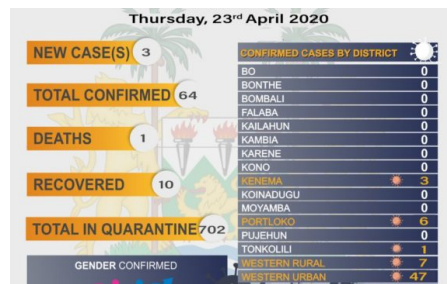 Thursday, 23rd April 2020
NEW CASE(S) 3
TOTAL CONFIRMED 64
DEATHS 1
RECOVERED 10
TOTAL IN QUARANTINE 702
GENDER CONFIRMED
CONFIRMED CASES BY DISTRICT
BO 0
BONTHE 0
BOMBALI 0
FALABA 0
KAILAHUN 0
KAMBIA 0
KARENE 0
KONO 0
KENEMA 3
KOINADUGU 0
MOYAMBA 0
PORTLOKO 6
PUJEHUN 0
TONKOLILI 1
WESTERN RURAL 7
WESTERN URBAN 47